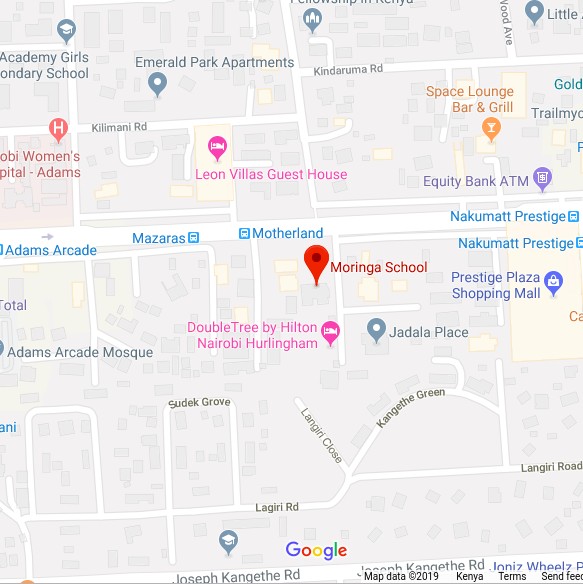 Fellowship in Kenya
Wood Ave
Little
Academy Girls
ondary School
Emerald Park Apartments
Kindaruma Rd
Gold
Space Lounge
Bar & Grill
Trailmyc
Kilimani Rd
obi Women's
pital - Adams
Leon Villas Guest House
Equity Bank ATM
Nakumatt Prestige
Mazaras
Motherland
Adams Arcade
Nakumatt Prestige
Moringa School
Prestige Plaza
Shopping Mall
Total
DoubleTree by Hilton
Nairobi Hurlingham
Jadala Place
Adams Arcade Mosque
Ca
Sudek Grove
Kangethe Green
Langiri Close
ani
Langiri Road
Lagiri Rd
Google
Joseph Kangethe Rd
Joseph Kangethe Rd
Joniz Wheelz
Map data ©2019 Kenya Terms Send feed